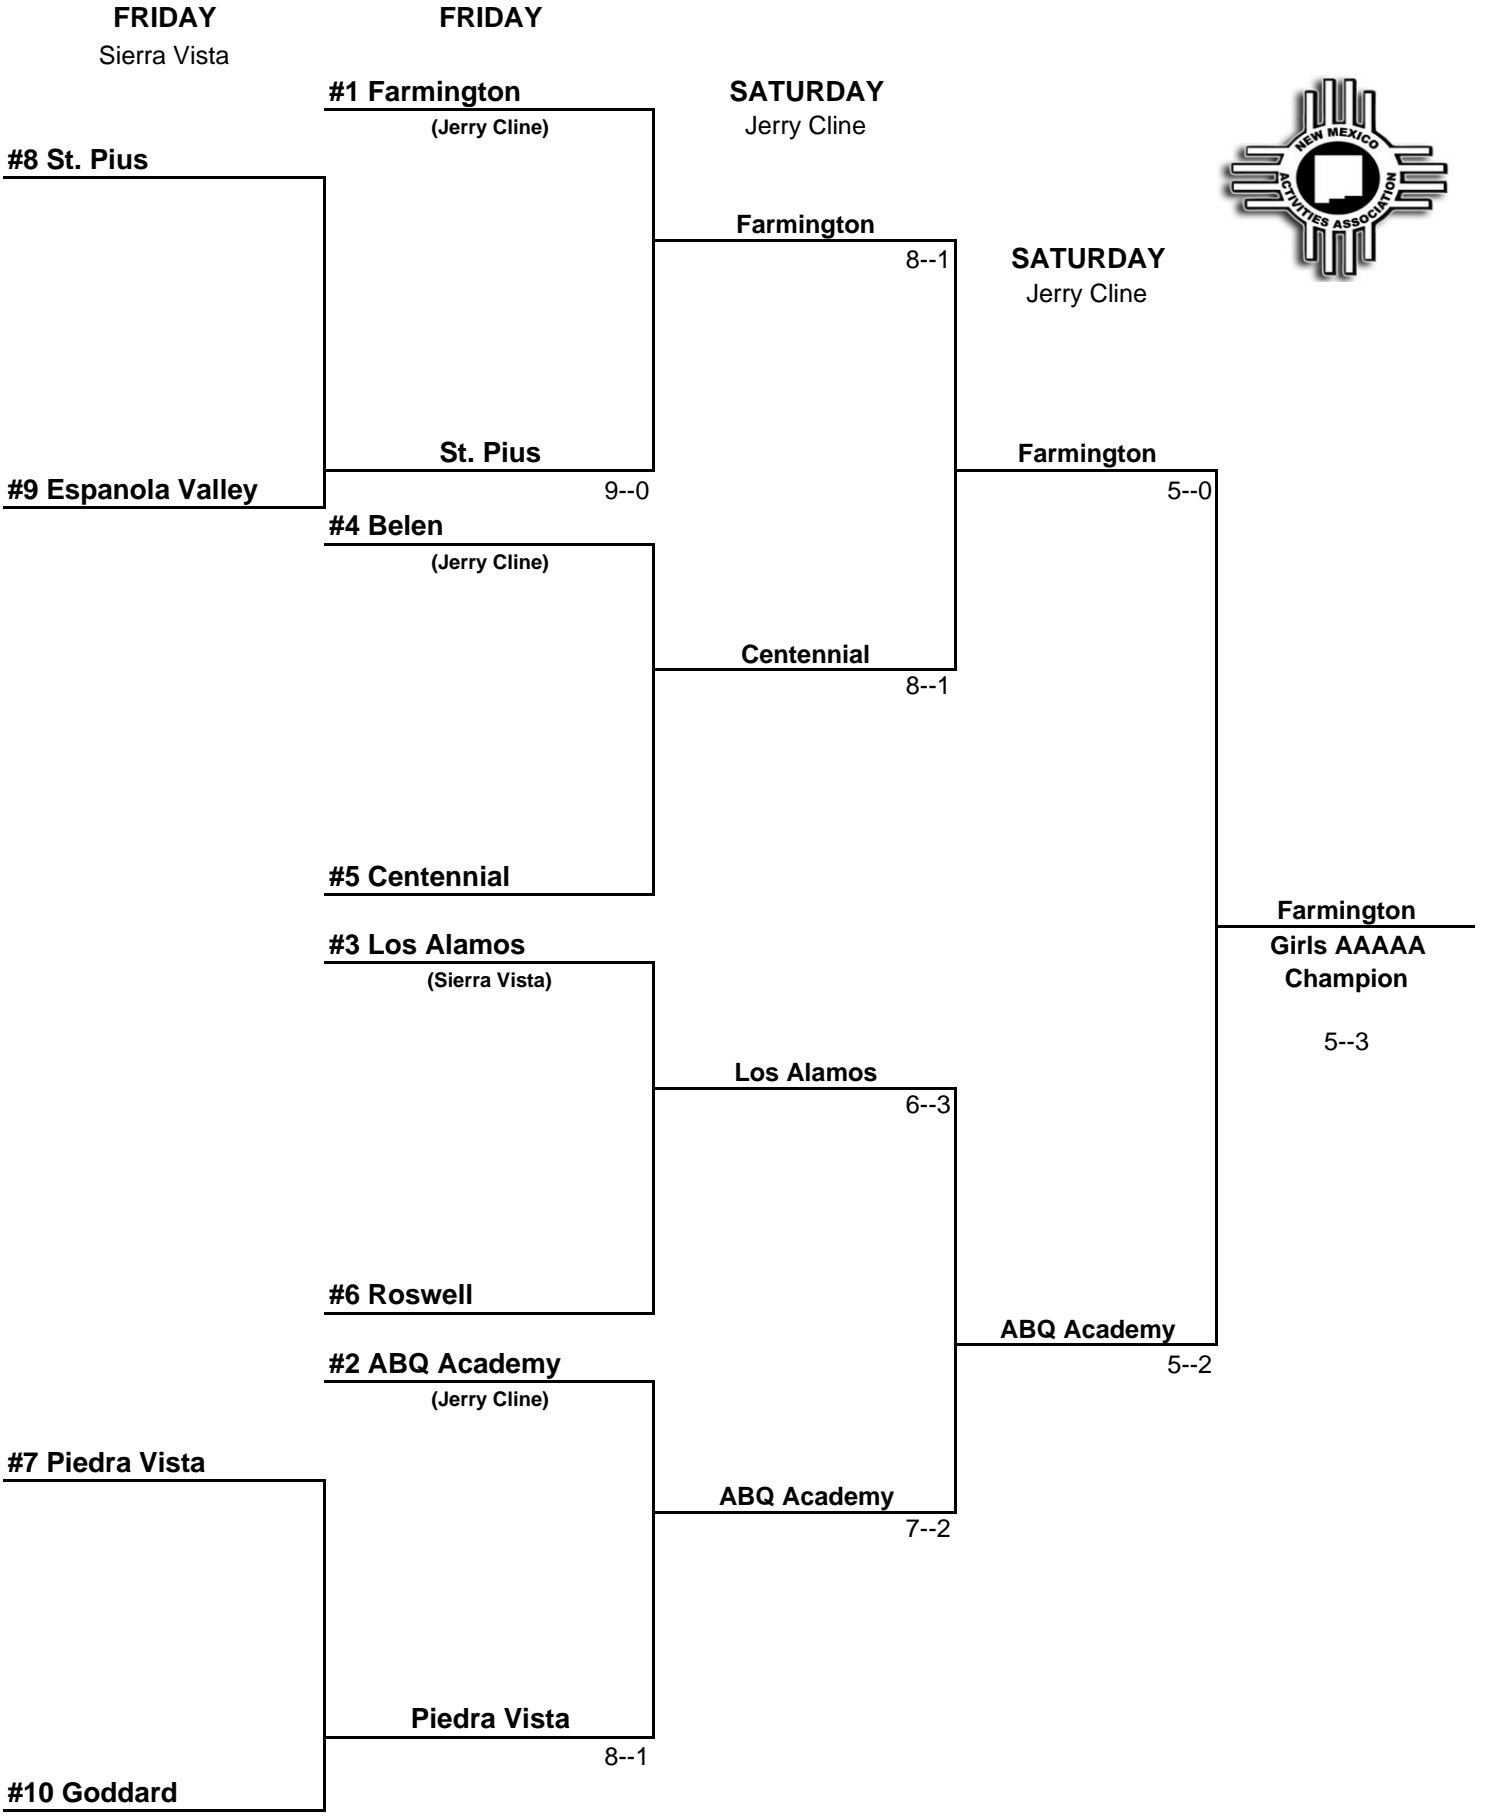 FRIDAY
FRIDAY
Sierra Vista
#1 Farmington
SATURDAY
(Jerry Cline)
Jerry Cline
NEW MEXICO
ACTIVITIES ASSOCIATION
#8 St. Pius
Farmington
8--1
SATURDAY
Jerry Cline
St. Pius
Farmington
#9 Espanola Valley
9--0
5--0
#4 Belen
(Jerry Cline)
Centennial
8--1
#5 Centennial
Farmington
#3 Los Alamos
Girls AAAAA
(Sierra Vista)
Champion
5--3
Los Alamos
6--3
#6 Roswell
ABQ Academy
#2 ABQ Academy
5--2
(Jerry Cline)
#7 Piedra Vista
ABQ Academy
7--2
Piedra Vista
8--1
#10 Goddard